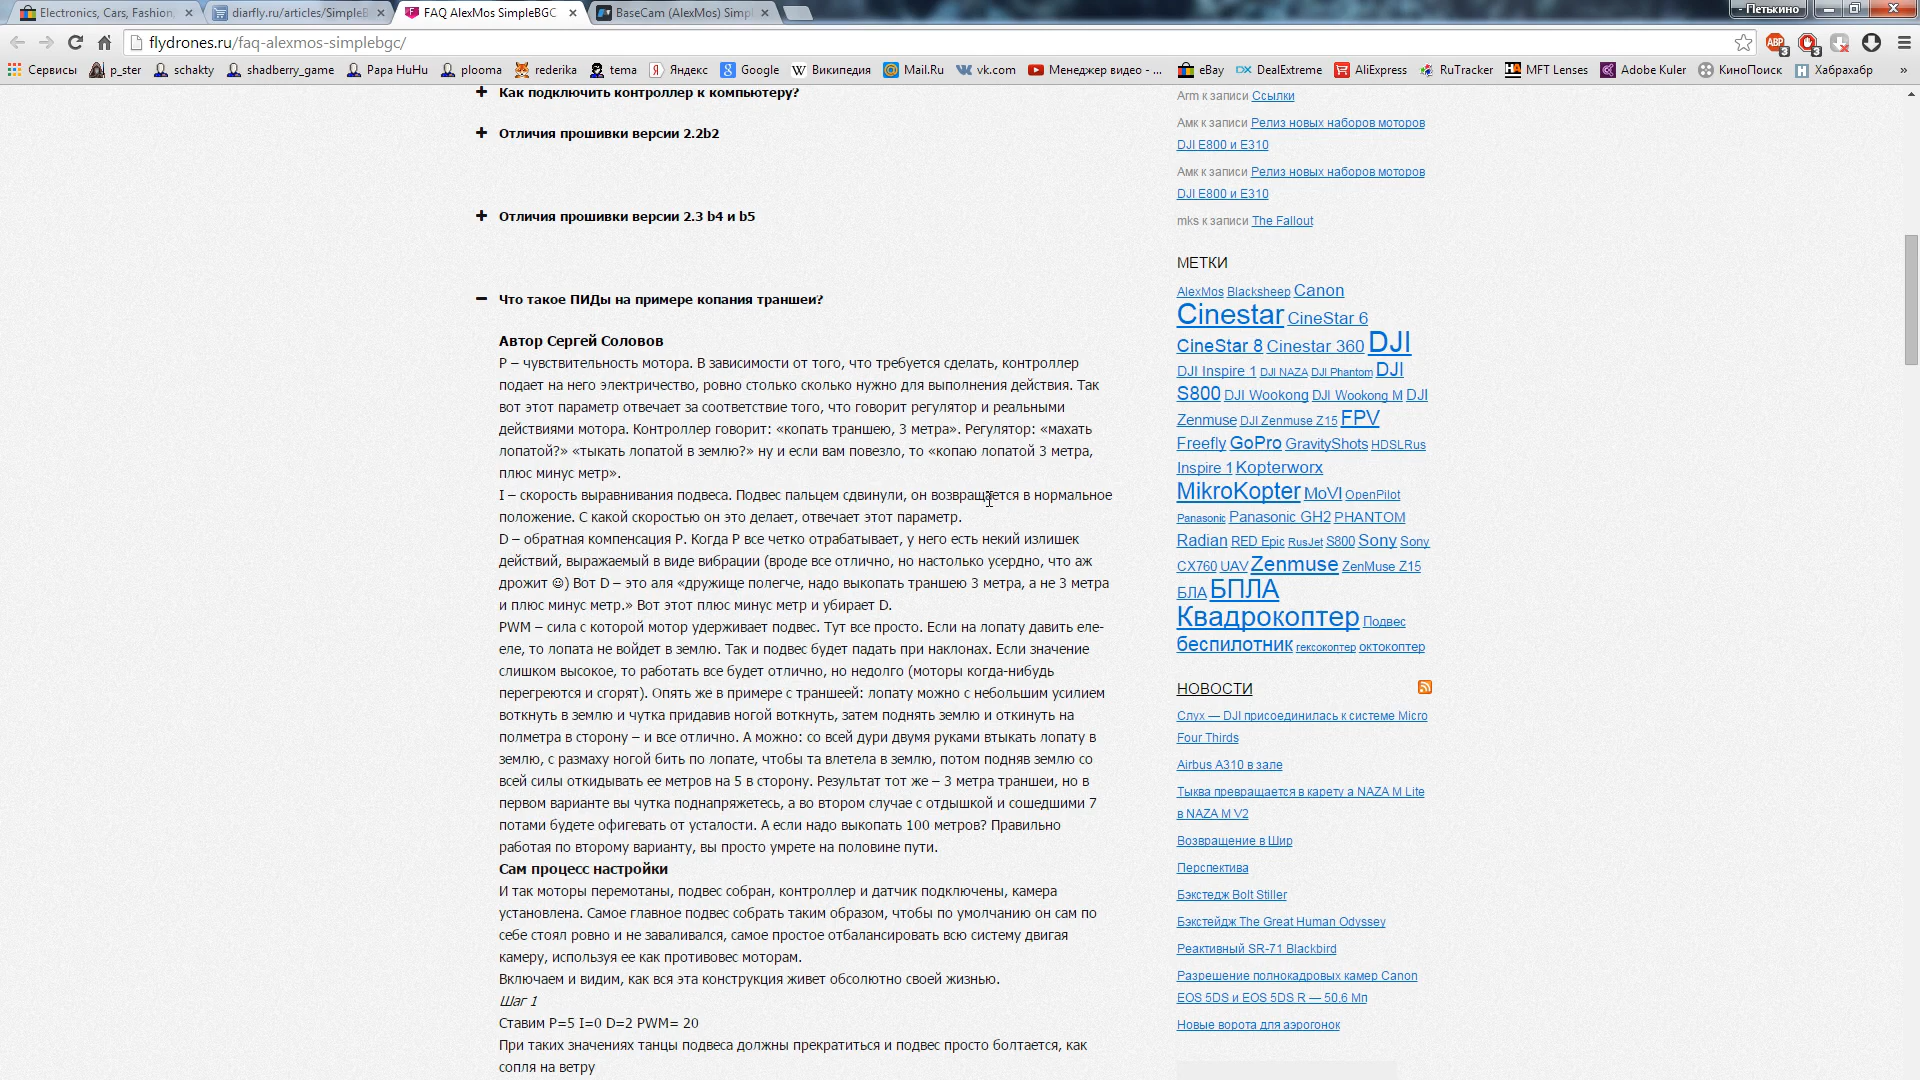 Electronics, Cars, Fashion,
diarfly.ru/articles/SimpleB
FAQ AlexMos SimpleBGC
BaseCam (AlexMos) Simpl
- Петькино
flydrones.ru/faq-alexmos-simplebgc/
Сервисы p_ster schakty shadberry_game Papa HuHu plooma rederika tema Яндекс Google Википедия Mail.Ru vk.com Менеджер видео - ... eBay DealExtreme AliExpress RuTracker MFT Lenses Adobe Kuler КиноПоиск Хабрахабр »
Как подключить контроллер к компьютеру?
Отличия прошивки версии 2.2b2
Отличия прошивки версии 2.3 b4 и b5
Что такое ПИДы на примере копания траншеи?
Автор Сергей Соловов
P – чувствительность мотора. В зависимости от того, что требуется сделать, контроллер
подает на него электричество, ровно столько сколько нужно для выполнения действия. Так
вот этот параметр отвечает за соответствие того, что говорит регулятор и реальными
действиями мотора. Контроллер говорит: «копать траншею, 3 метра». Регулятор: «махать
лопатой?» «тыкать лопатой в землю?» ну и если вам повезло, то «копаю лопатой 3 метра,
плюс минус метр».
I – скорость выравнивания подвеса. Подвес пальцем сдвинули, он возвращается в нормальное
положение. С какой скоростью он это делает, отвечает этот параметр.
D – обратная компенсация P. Когда P все четко отрабатывает, у него есть некий излишек
действий, выражаемый в виде вибрации (вроде все отлично, но настолько усердно, что аж
дрожит ☺) Вот D – это аля «дружище полегче, надо выкопать траншею 3 метра, а не 3 метра
и плюс минус метр.» Вот этот плюс минус метр и убирает D.
PWM – сила с которой мотор удерживает подвес. Тут все просто. Если на лопату давить еле-
еле, то лопата не войдет в землю. Так и подвес будет падать при наклонах. Если значение
слишком высокое, то работать все будет отлично, но недолго (моторы когда-нибудь
перегреются и сгорят). Опять же в примере с траншеей: лопату можно с небольшим усилием
воткнуть в землю и чутка придавив ногой воткнуть, затем поднять землю и откинуть на
полметра в сторону – и все отлично. А можно: со всей дури двумя руками втыкать лопату в
землю, с размаху ногой бить по лопате, чтобы та влетела в землю, потом подняв землю со
всей силы откидывать ее метров на 5 в сторону. Результат тот же – 3 метра траншеи, но в
первом варианте вы чутка поднапряжетесь, а во втором случае с отдышкой и сошедшими 7
потами будете офигевать от усталости. А если надо выкопать 100 метров? Правильно
работая по второму варианту, вы просто умрете на половине пути.
Сам процесс настройки
И так моторы перемотаны, подвес собран, контроллер и датчик подключены, камера
установлена. Самое главное подвес собрать таким образом, чтобы по умолчанию он сам по
себе стоял ровно и не заваливался, самое простое отбалансировать всю систему двигая
камеру, используя ее как противовес моторам.
Включаем и видим, как вся эта конструкция живет обсолютно своей жизнью.
Шаг 1
Ставим P=5 I=0 D=2 PWM= 20
При таких значениях танцы подвеса должны прекратиться и подвес просто болтается, как
сопля на ветру
Arm к записи Ссылки
Амк к записи Релиз новых наборов моторов
DJI E800 и E310
Амк к записи Релиз новых наборов моторов
DJI E800 и E310
mks к записи The Fallout
МЕТКИ
AlexMos Blacksheep Canon
Cinestar CineStar 6
CineStar 8 Cinestar 360 DJI
DJI Inspire 1 DJI NAZA DJI Phantom DJI
S800 DJI Wookong DJI Wookong M DJI
Zenmuse DJI Zenmuse Z15 FPV
Freefly GoPro GravityShots HDSLRus
Inspire 1 Kopterworx
MikroKopter MoVI OpenPilot
Panasonic Panasonic GH2 PHANTOM
Radian RED Epic RusJet S800 Sony Sony
CX760 UAV Zenmuse ZenMuse Z15
БЛА БПЛА
Квадрокоптер Подвес
беспилотник гексокоптер октокоптер
НОВОСТИ
Слух — DJI присоединилась к системе Micro
Four Thirds
Airbus A310 в зале
Тыква превращается в карету а NAZA M Lite
в NAZA M V2
Возвращение в Шир
Перспектива
Бэкстедж Bolt Stiller
Бэкстейдж The Great Human Odyssey
Реактивный SR-71 Blackbird
Разрешение полнокадровых камер Canon
EOS 5DS и EOS 5DS R — 50.6 Мп
Новые ворота для аэрогонок